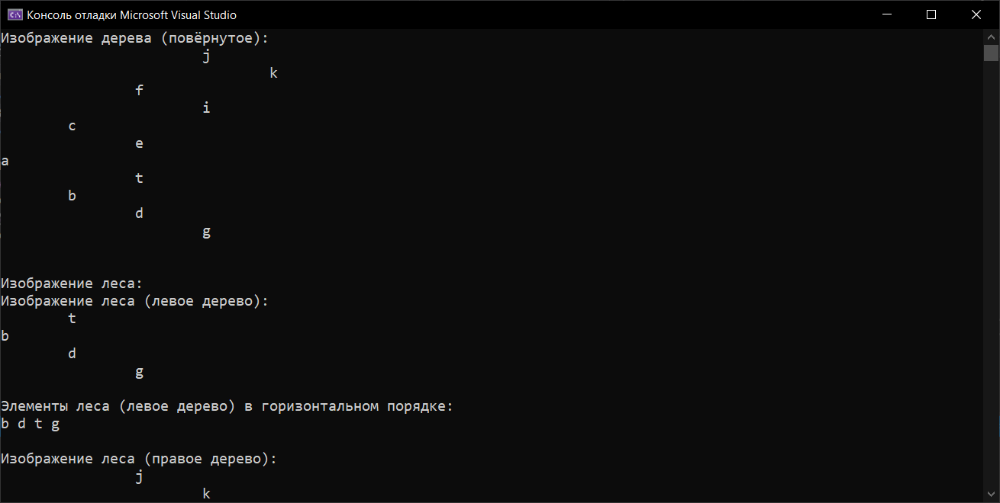 Консоль отладки Microsoft Visual Studio
Изображение дерева (повёрнутое):
j
k
f
i
c
e
a
t
b
d
g
Изображение леса:
Изображение леса (левое дерево):
t
b
d
g
Элементы леса (левое дерево) в горизонтальном порядке:
b d t g
Изображение леса (правое дерево):
j
k